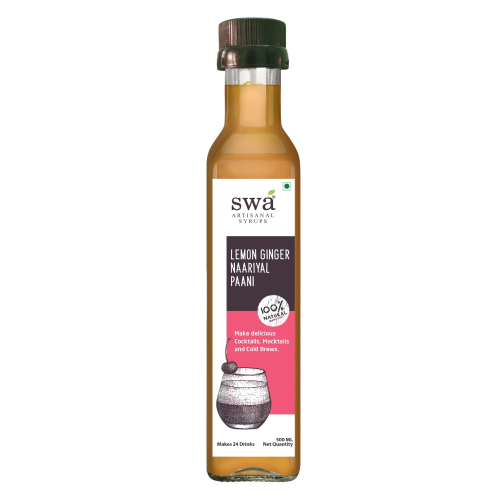 swa
ARTISANAL
SYRUPS
LEMON GINGER
NAARIYAL
PAANI
100%
NATURAL
Make delicious
Cocktails, Mocktails
and Cold Brews.
Makes 24 Drinks
500 ML
Net Quantity